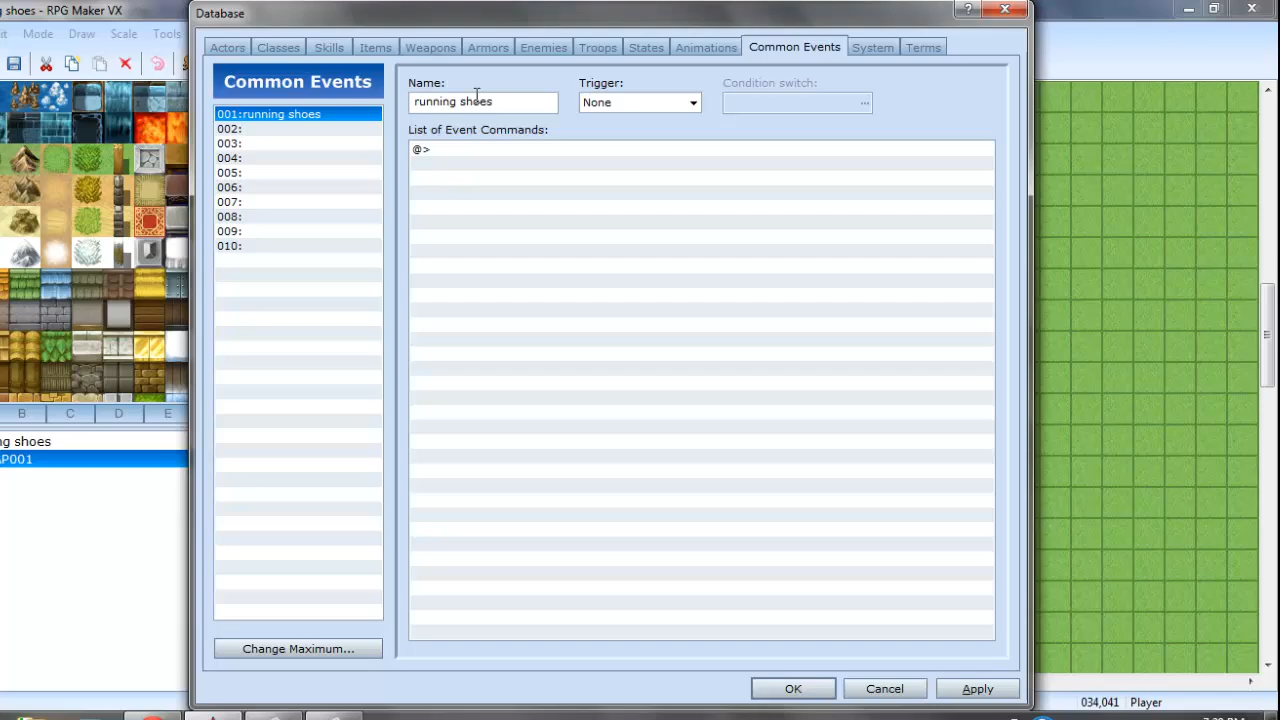 g shoes - RPG Maker VX
Database
it Mode Draw Scale Tools
Actors Classes Skills Items Weapons Armors Enemies Troops States Animations Common Events System Terms
Common Events
Name: Trigger: Condition switch:
running shoes None ...
001:running shoes
List of Event Commands:
002:
@>
003:
004:
005:
006:
007:
008:
009:
010:
B C D E
ng shoes
AP001
Change Maximum...
OK Cancel Apply
034,041 Player